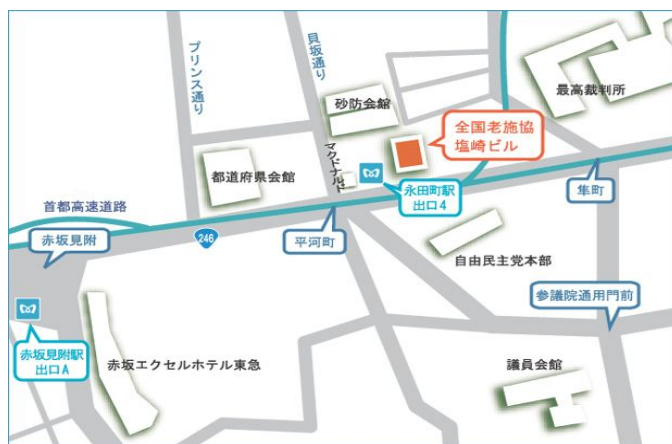 プリンス通り
貝坂通り
砂防会館
最高裁判所
全国老施協
塩崎ビル
マクドナルド
都道府県会館
永田町駅
出口4
隼町
首都高速道路
赤坂見附
246
平河町
自由民主党本部
参議院通用門前
赤坂見附駅
出口A
赤坂エクセルホテル東急
議員会館